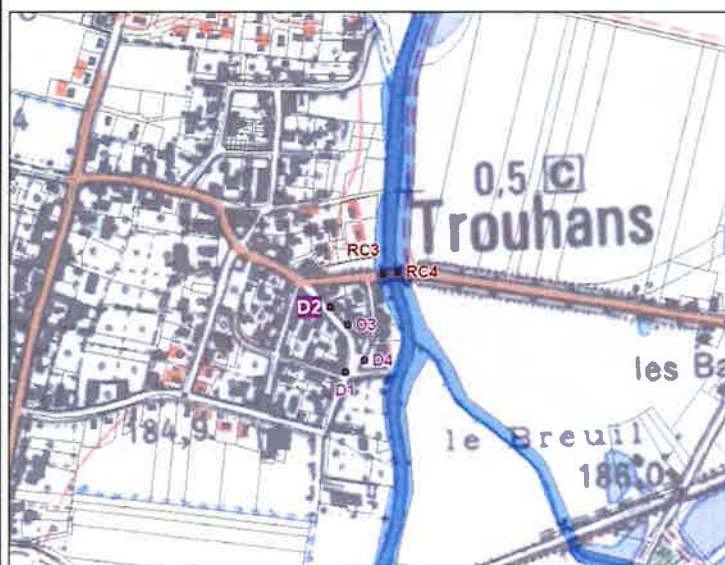 0,5 C
Trouhans
RC3
RC4
D2
D3
D4
D1
les Ba
184,9
le Breuil
186,0